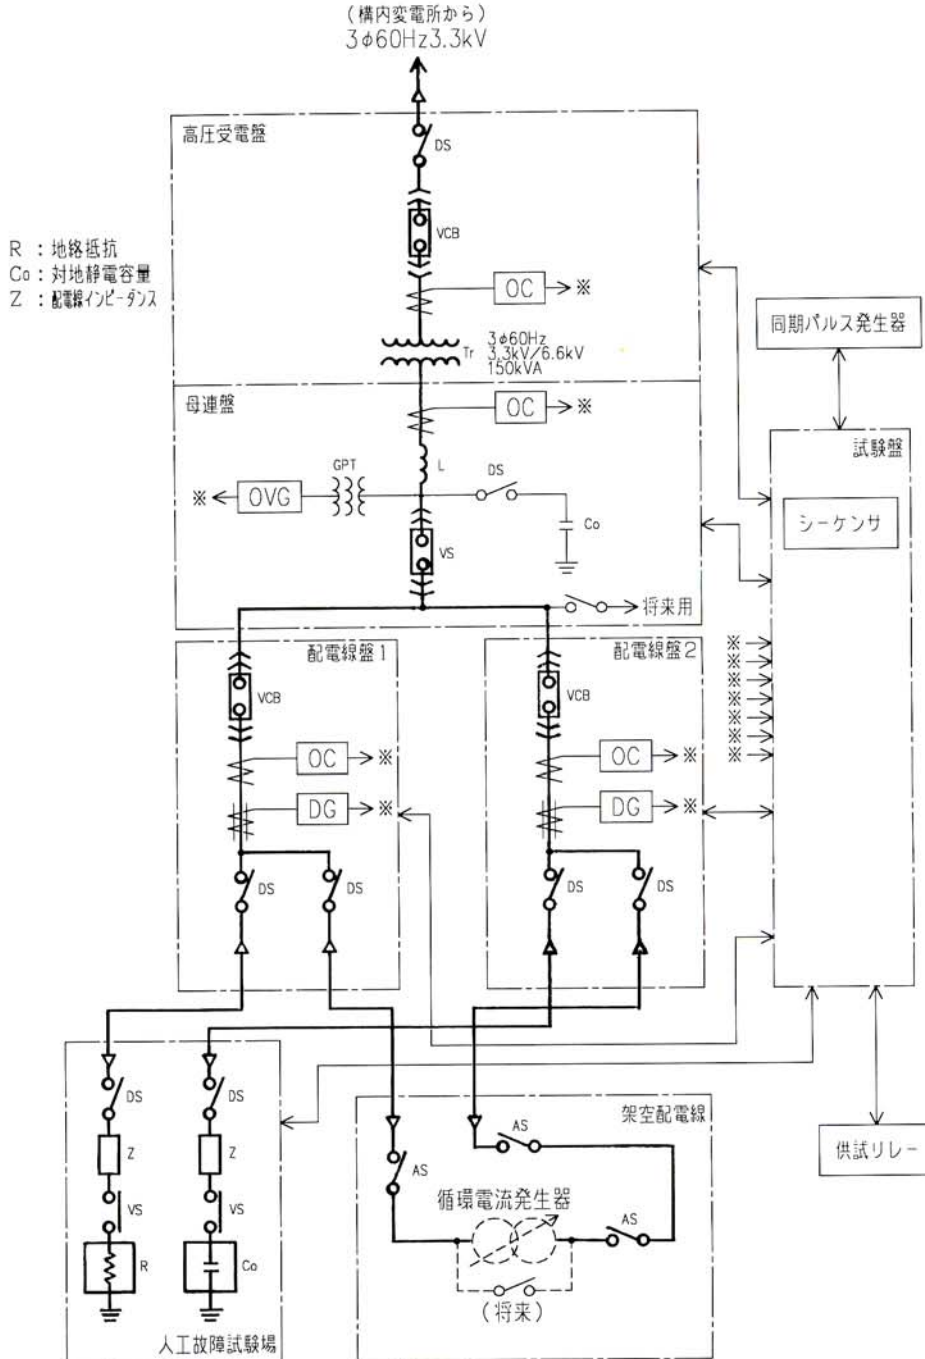 (構内変電所から)
3φ60Hz3.3kV
高圧受電盤
DS
VCB
R : 地絡抵抗
Co : 対地静電容量
Z : 配電線インピーダンス
OC
※
同期パルス発生器
Tr
3φ60Hz
3.3kV/6.6kV
150kVA
母連盤
OC
※
試験盤
GPT
L
DS
※
OVG
シーケンサ
Co
VS
将来用
配電線盤1
配電線盤2
※
※
※
※
※
※
※
VCB
VCB
OC
※
OC
※
DG
※
DG
※
DS
DS
DS
DS
架空配電線
DS
DS
AS
供試リレー
Z
Z
AS
循環電流発生器
VS
VS
AS
R
Co
(将来)
人工故障試験場